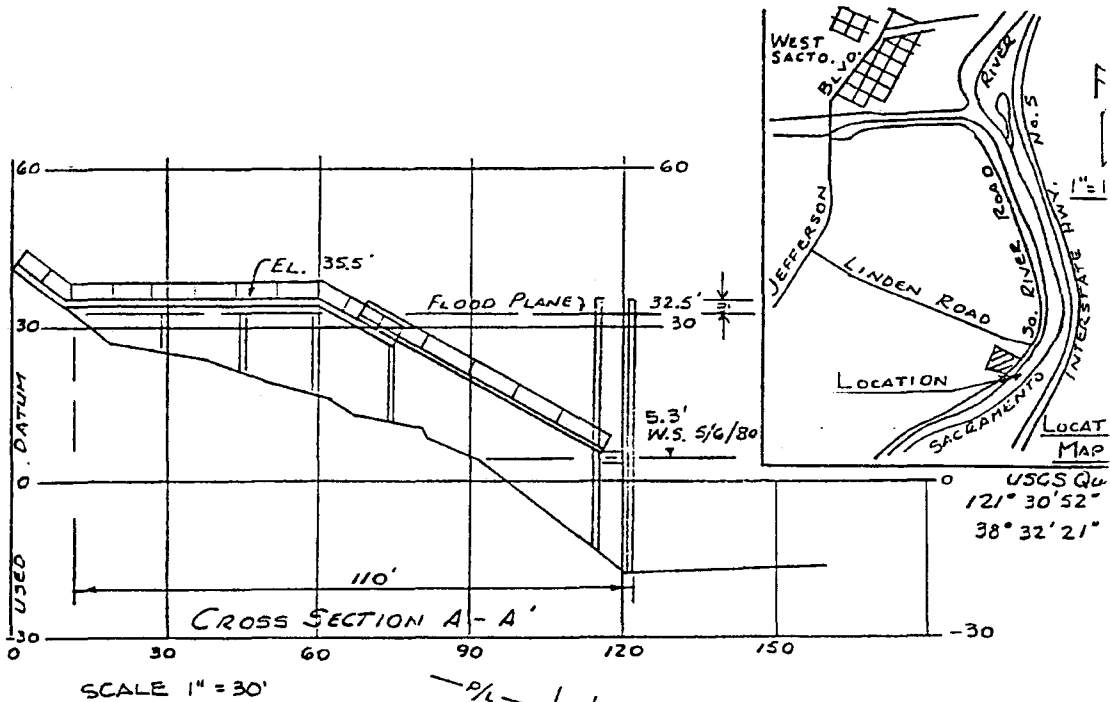 60
60
EL. 35.5'
FLOOD PLANE
32.5'
30
30
5.3'
W.S. 5/6/80
0
0
USED DATUM
110'
CROSS SECTION A-A'
-30
-30
0
30
60
90
120
150
SCALE 1" = 30'
P/L
WEST
SACTO.
BLVD.
JEFFERSON
LINDEN ROAD
SO. RIVER ROAD
RIVER
SACRAMENTO
INTERSTATE HWY. NO. 5
LOCATION
1"=1
LOCAT
MAP
USGS QU
121° 30' 52"
38° 32' 21"